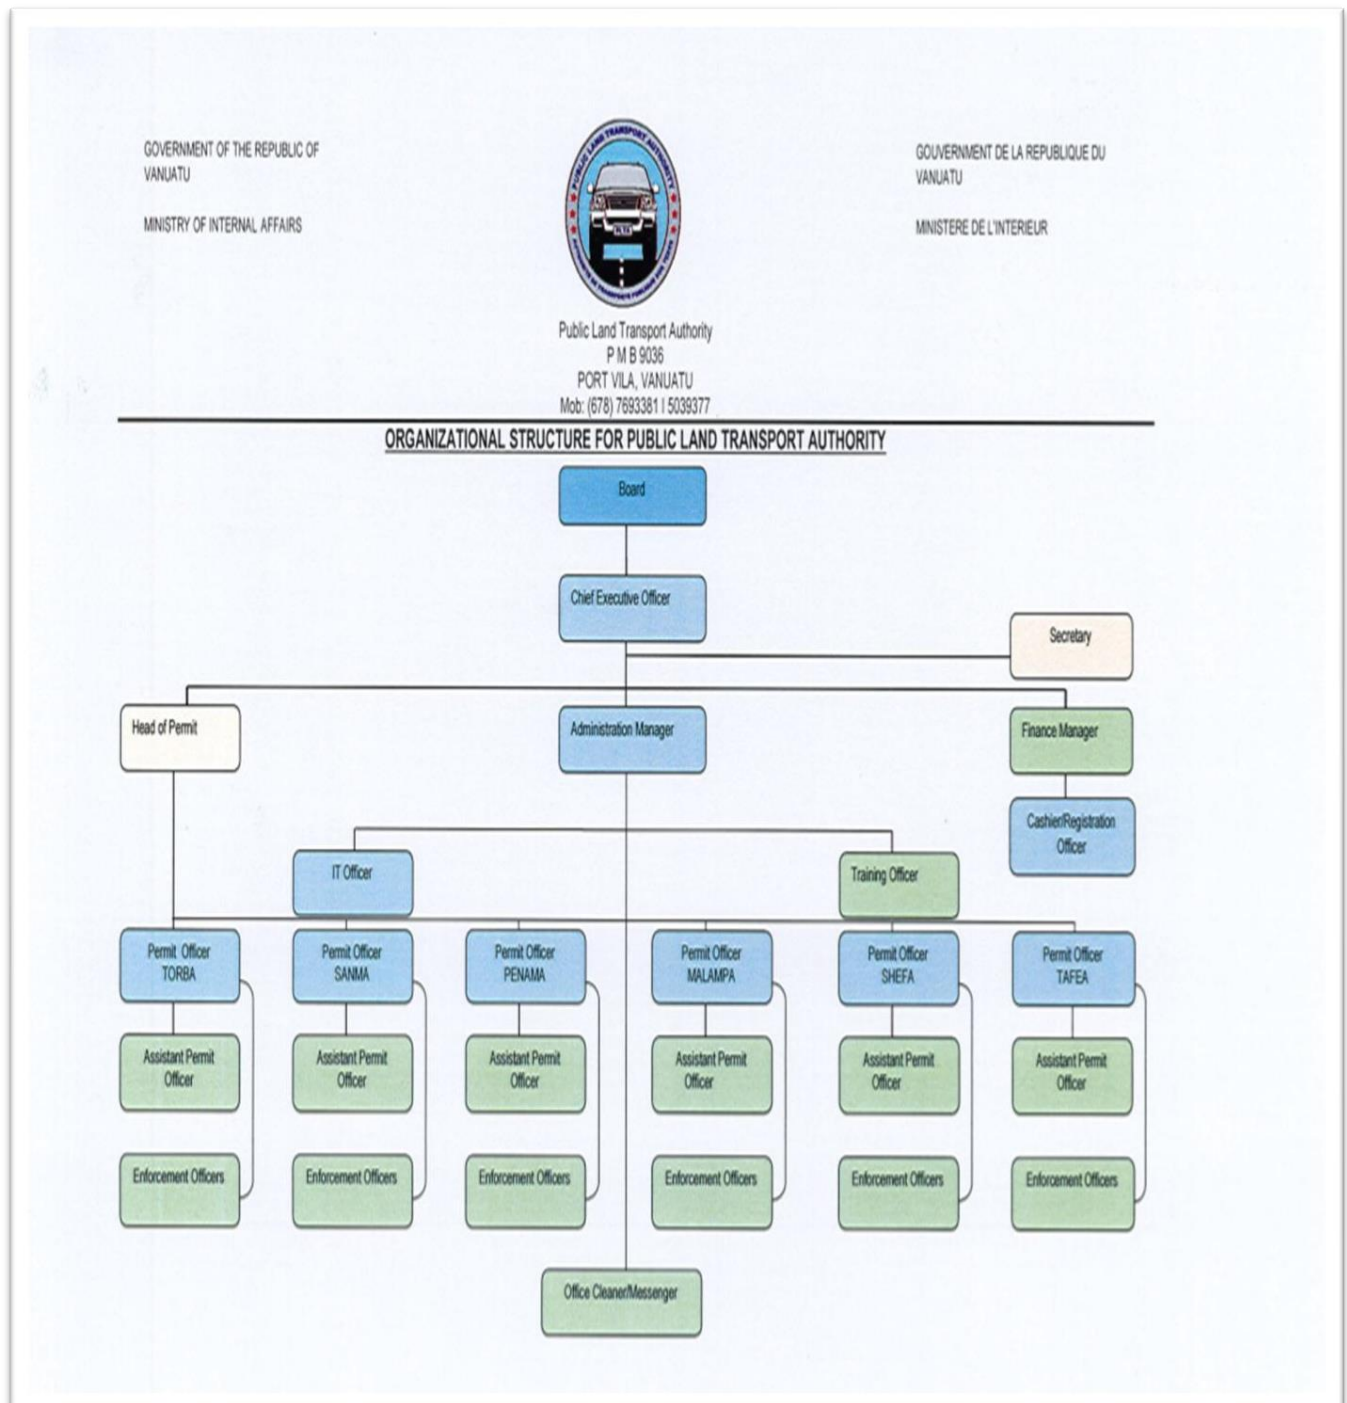 GOVERNMENT OF THE REPUBLIC OF
VANUATU
MINISTRY OF INTERNAL AFFAIRS
PUBLIC LAND TRANSPORT AUTHORITY
PLTA
GOUVERNMENT DE LA REPUBLIQUE DU
VANUATU
MINISTERE DE L'INTERIEUR
Public Land Transport Authority
P M B 9036
PORT VILA, VANUATU
Mob: (678) 7693381 I 5039377
ORGANIZATIONAL STRUCTURE FOR PUBLIC LAND TRANSPORT AUTHORITY
Board
Chief Executive Officer
Secretary
Head of Permit
Administration Manager
Finance Manager
Cashier/Registration
Officer
IT Officer
Training Officer
Permit Officer
TORBA
Permit Officer
SANMA
Permit Officer
PENAMA
Permit Officer
MALAMPA
Permit Officer
SHEFA
Permit Officer
TAFEA
Assistant Permit
Officer
Assistant Permit
Officer
Assistant Permit
Officer
Assistant Permit
Officer
Assistant Permit
Officer
Assistant Permit
Officer
Enforcement Officers
Enforcement Officers
Enforcement Officers
Enforcement Officers
Enforcement Officers
Enforcement Officers
Office Cleaner/Messenger